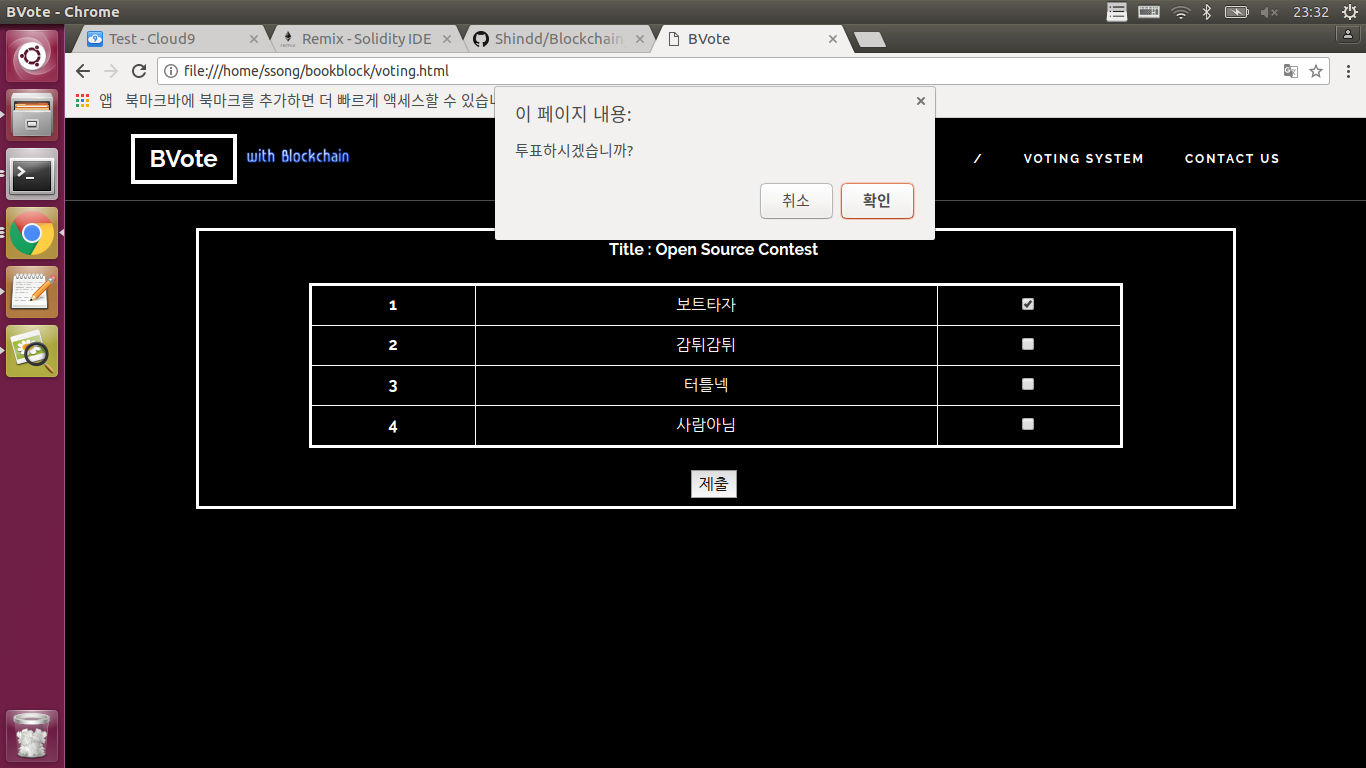 BVote - Chrome
23:32
Test - Cloud9
Remix - Solidity IDE
Shindd/Blockchain
BVote
file:///home/ssong/bookblock/voting.html
앱 북마크바에 북마크를 추가하면 더 빠르게 액세스할 수 있습니
이 페이지 내용:
투표하시겠습니까?
취소
확인
BVote
with Blockchain
/
VOTING SYSTEM
CONTACT US
Title : Open Source Contest
1 보트타자
2 감튀감튀
3 터틀넥
4 사람아님
제출